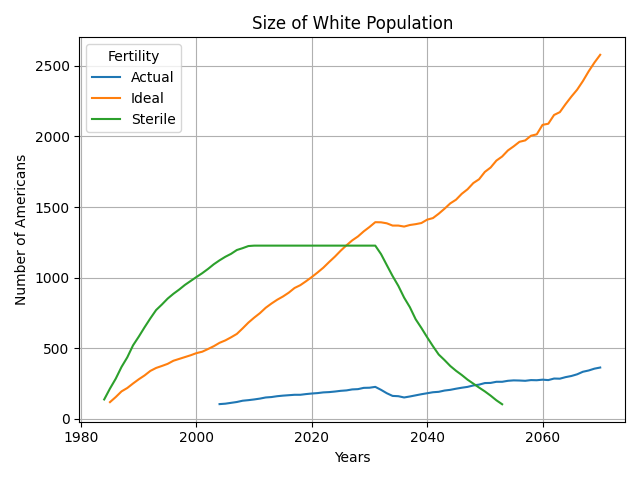 Size of White Population
Fertility
Actual
Ideal
Sterile
Number of Americans
2500
2000
1500
1000
500
0
1980 2000 2020 2040 2060
Years